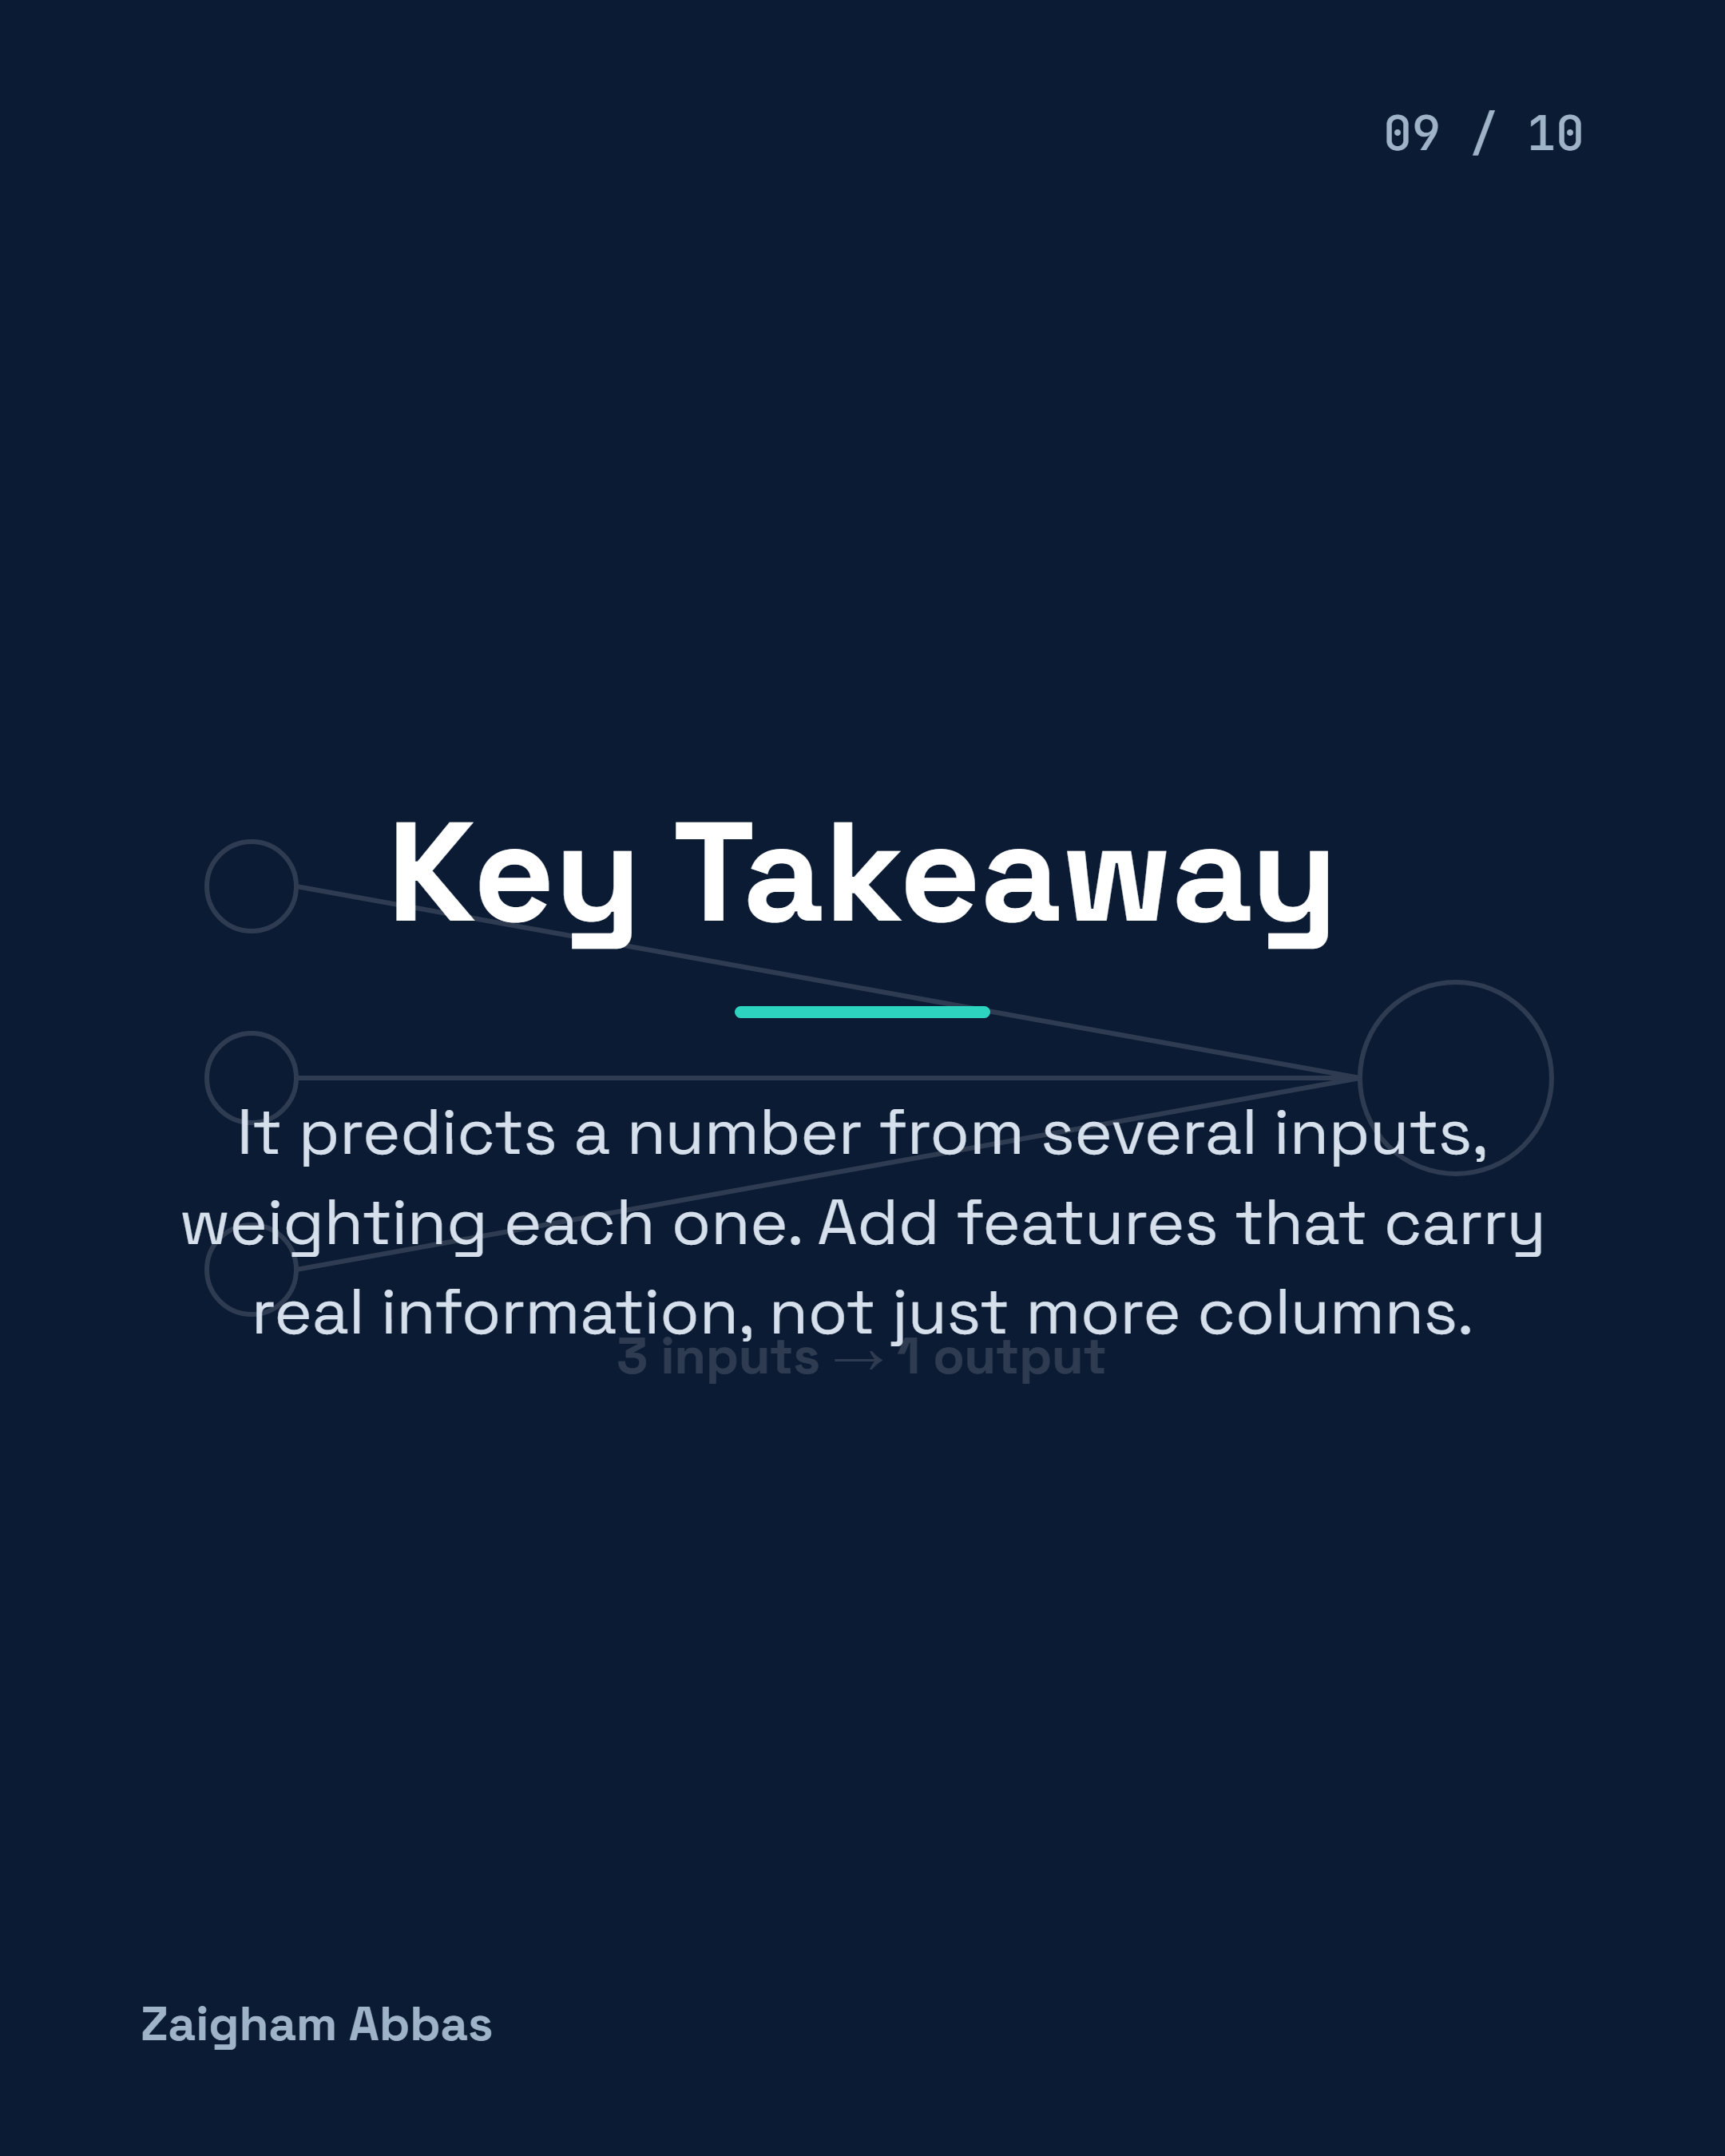 09 / 10
Key Takeaway
It predicts a number from several inputs,
weighting each one. Add features that carry
real information, not just more columns.
3 inputs → 1 output
Zaigham Abbas